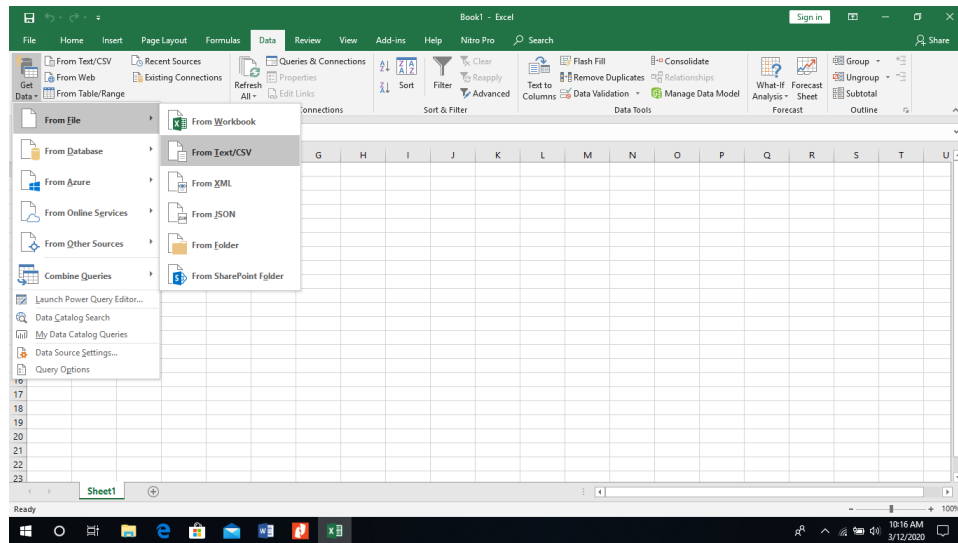 Book1 - Excel
Sign in
File Home Insert Page Layout Formulas Data Review View Add-ins Help Nitro Pro Search Share
From Text/CSV Recent Sources Queries & Connections Clear Flash Fill Consolidate Group
From Web Existing Connections Properties Reapply Remove Duplicates Relationships Ungroup
From Table/Range Edit Links Advanced Data Validation Manage Data Model Subtotal
Get Data Refresh All Sort Filter Text to Columns What-If Analysis Forecast Sheet
Connections Sort & Filter Data Tools Forecast Outline
From File
From Database
From Azure
From Online Services
From Other Sources
Combine Queries
Launch Power Query Editor...
Data Catalog Search
My Data Catalog Queries
Data Source Settings...
Query Options
From Workbook
From Text/CSV
From XML
From JSON
From Folder
From SharePoint Folder
G H I J K L M N O P Q R S T U
16
17
18
19
20
21
22
23
Sheet1
Ready
100%
10:16 AM
3/12/2020